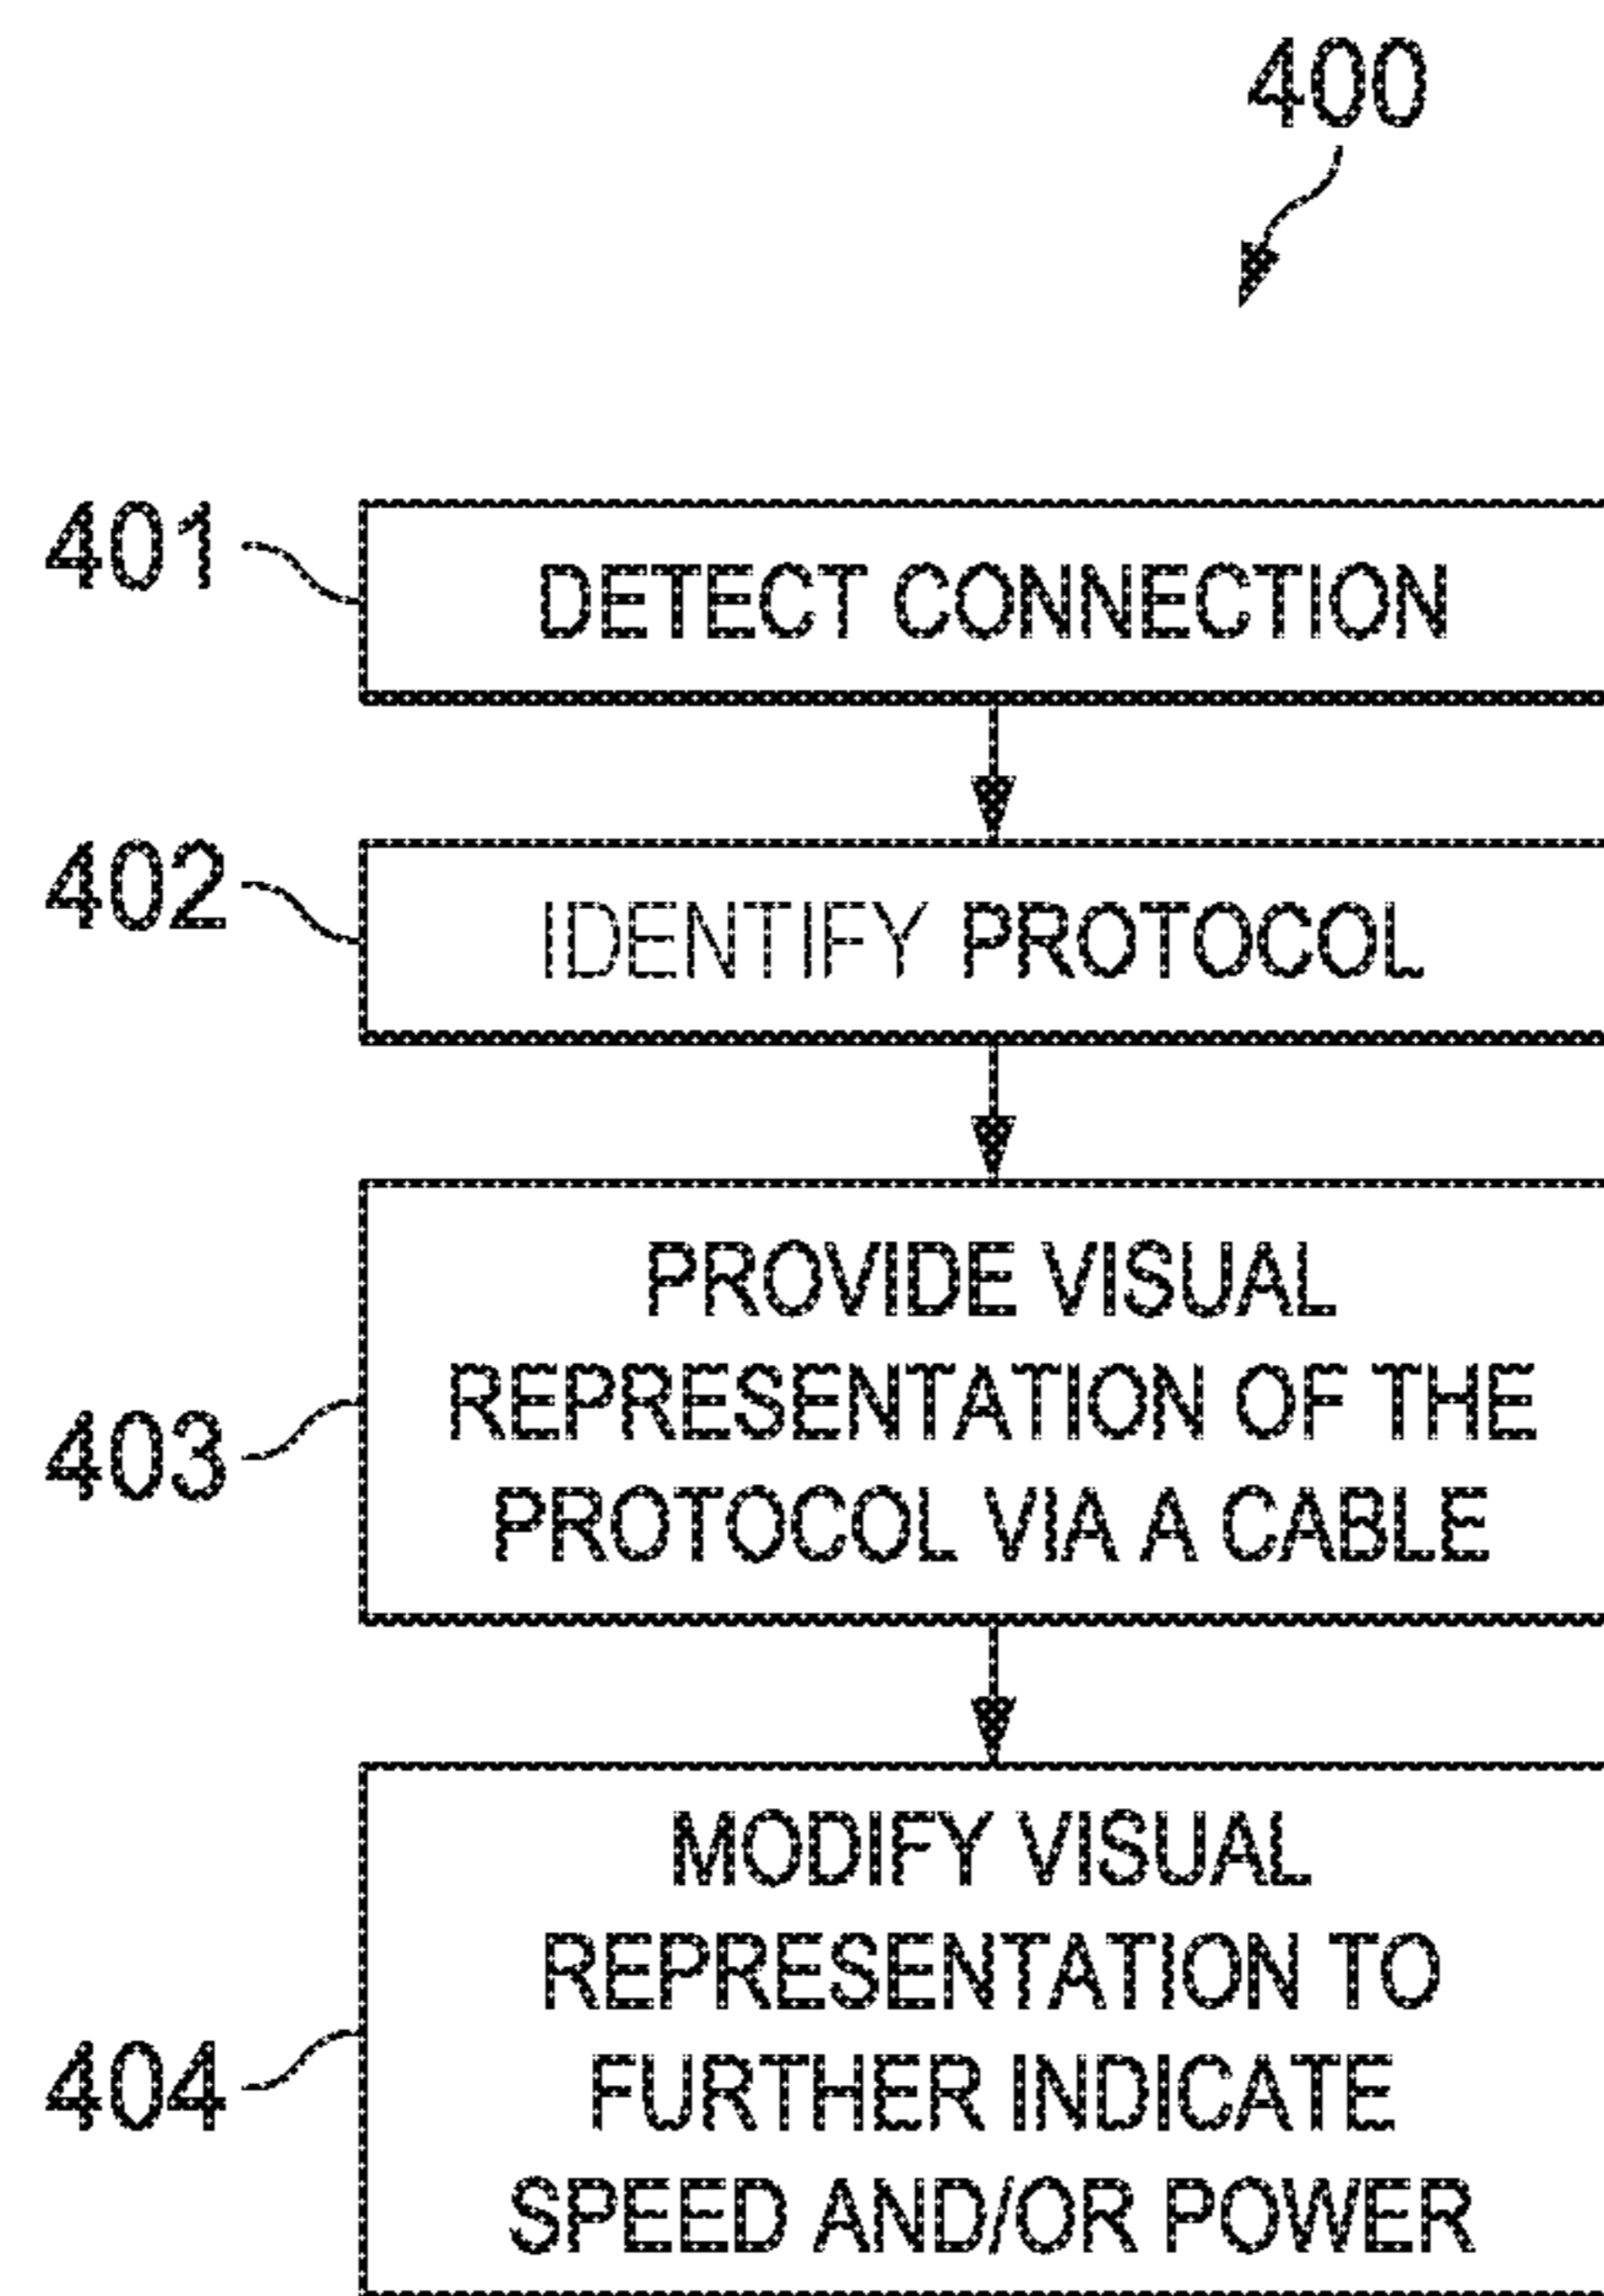 400
401
DETECT CONNECTION
402
IDENTIFY PROTOCOL
403
PROVIDE VISUAL
REPRESENTATION OF THE
PROTOCOL VIA A CABLE
404
MODIFY VISUAL
REPRESENTATION TO
FURTHER INDICATE
SPEED AND/OR POWER